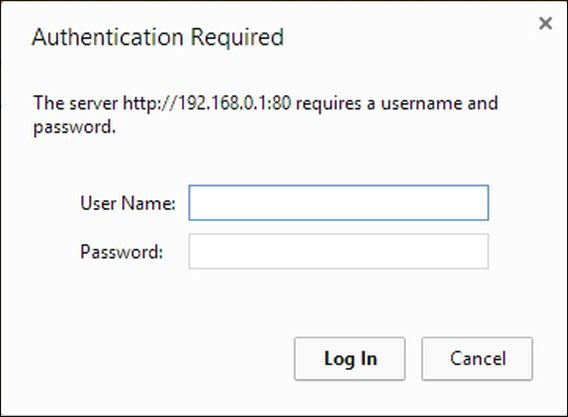 Authentication Required
The server http://192.168.0.1:80 requires a username and
password.
User Name:
Password:
Log In
Cancel